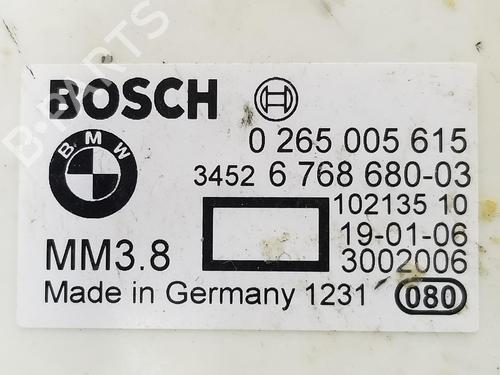 BOSCH
0 265 005 615
BMW
3452 6 768 680-03
102135 10
19-01-06
MM3.8
3002006
Made in Germany 1231 080
B-PARTS